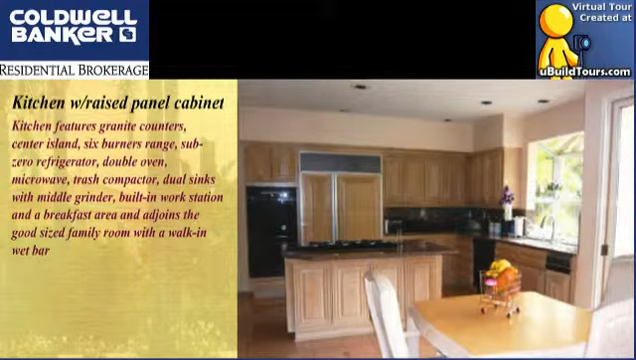 COLDWELL
BANKER
RESIDENTIAL BROKERAGE
Virtual Tour
Created at
uBuildTours.com
Kitchen w/raised panel cabinet
Kitchen features granite counters,
center island, six burners range, sub-
zero refrigerator, double oven,
microwave, trash compactor, dual sinks
with middle grinder, built-in work station
and a breakfast area and adjoins the
good sized family room with a walk-in
wet bar